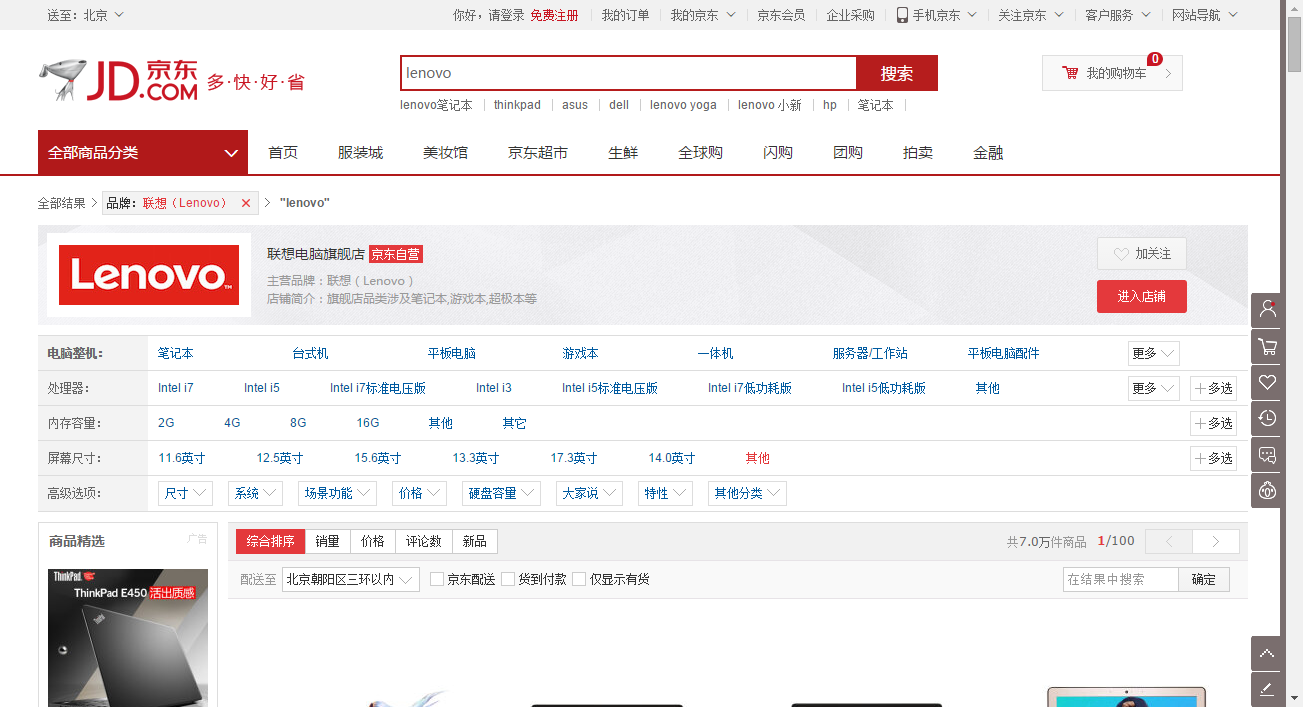 送至：北京
你好，请登录 免费注册 我的订单 我的京东 京东会员 企业采购 手机京东 关注京东 客户服务 网站导航
JD.COM 京东 多·快·好·省
lenovo 搜索
我的购物车 0
lenovo笔记本 thinkpad asus dell lenovo yoga lenovo 小新 hp 笔记本
全部商品分类 首页 服装城 美妆馆 京东超市 生鲜 全球购 闪购 团购 拍卖 金融
全部结果 > 品牌：联想（Lenovo） × > "lenovo"
Lenovo™
联想电脑旗舰店 京东自营
主营品牌：联想（Lenovo）
店铺简介：旗舰店品类涉及笔记本,游戏本,超极本等
加关注
进入店铺
电脑整机： 笔记本 台式机 平板电脑 游戏本 一体机 服务器/工作站 平板电脑配件 更多
处理器： Intel i7 Intel i5 Intel i7标准电压版 Intel i3 Intel i5标准电压版 Intel i7低功耗版 Intel i5低功耗版 其他 更多 多选
内存容量： 2G 4G 8G 16G 其他 其它 多选
屏幕尺寸： 11.6英寸 12.5英寸 15.6英寸 13.3英寸 17.3英寸 14.0英寸 其他 多选
高级选项： 尺寸 系统 场景功能 价格 硬盘容量 大家说 特性 其他分类
商品精选 广告
综合排序 销量 价格 评论数 新品 共7.0万件商品 1/100 < >
配送至 北京朝阳区三环以内 京东配送 货到付款 仅显示有货 在结果中搜索 确定
ThinkPad
ThinkPad E450 活出质感
ThinkPad